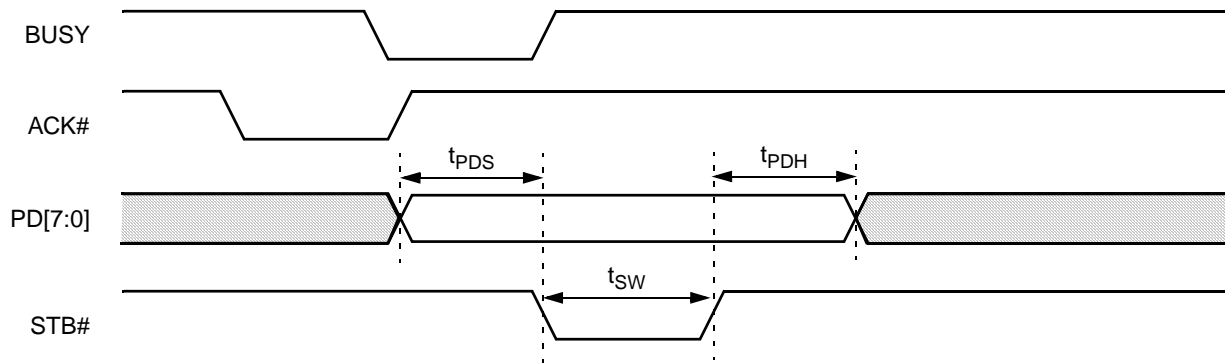 BUSY
ACK#
tPDS
tPDH
PD[7:0]
tSW
STB#